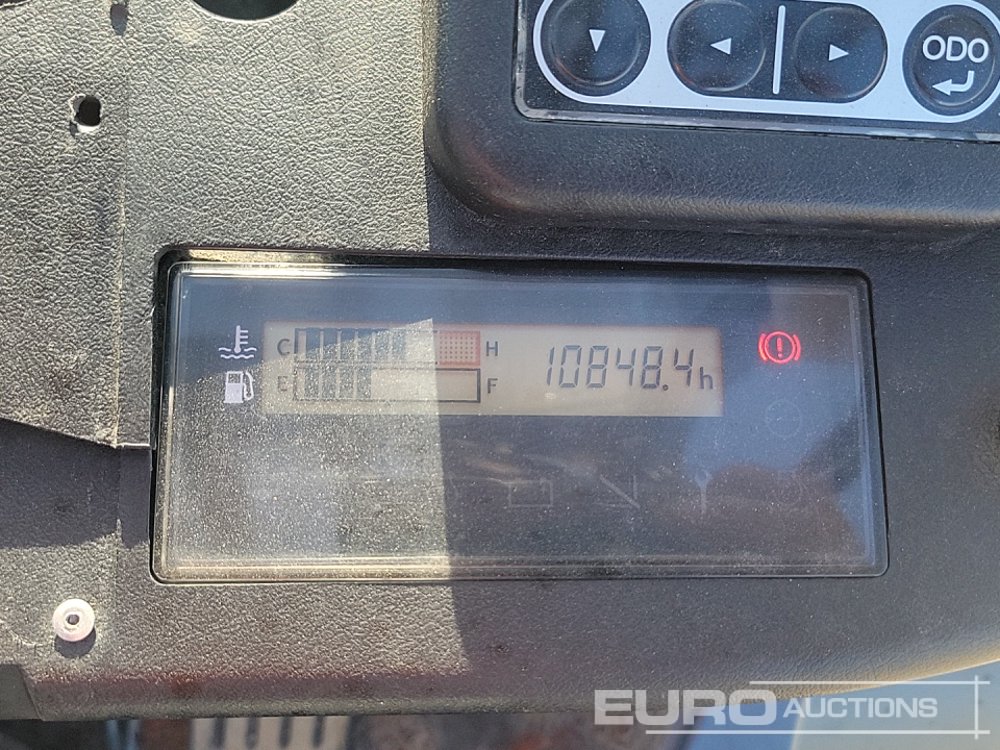 ODO
C H 10848.4h
E F
EURO AUCTIONS